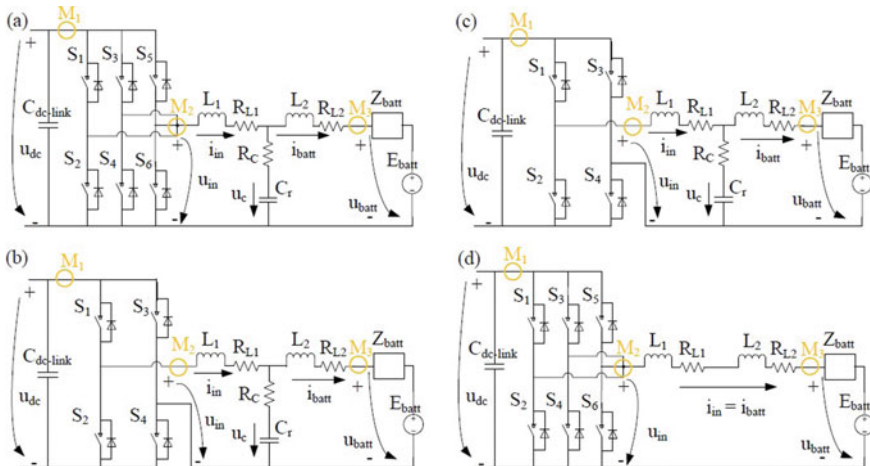 (a)
M1
+
S1
S3
S5
Cdc-link
udc
M2
+
L1
RL1
L2
RL2
M3
Zbatt
iin
ibatt
+
RC
S2
S4
S6
uin
uc
Cr
Ebatt
ubatt
-
-
-
(c)
M1
+
S1
S3
Cdc-link
udc
M2
+
L1
RL1
L2
RL2
M3
Zbatt
iin
ibatt
+
RC
S2
S4
uin
uc
Cr
Ebatt
ubatt
-
-
-
(b)
M1
+
S1
S3
Cdc-link
udc
M2
+
L1
RL1
L2
RL2
M3
Zbatt
iin
ibatt
+
RC
S2
S4
uin
uc
Cr
Ebatt
ubatt
-
-
-
(d)
M1
+
S1
S3
S5
Cdc-link
udc
M2
+
L1
RL1
L2
RL2
M3
Zbatt
iin = ibatt
+
S2
S4
S6
uin
Ebatt
ubatt
-
-
-